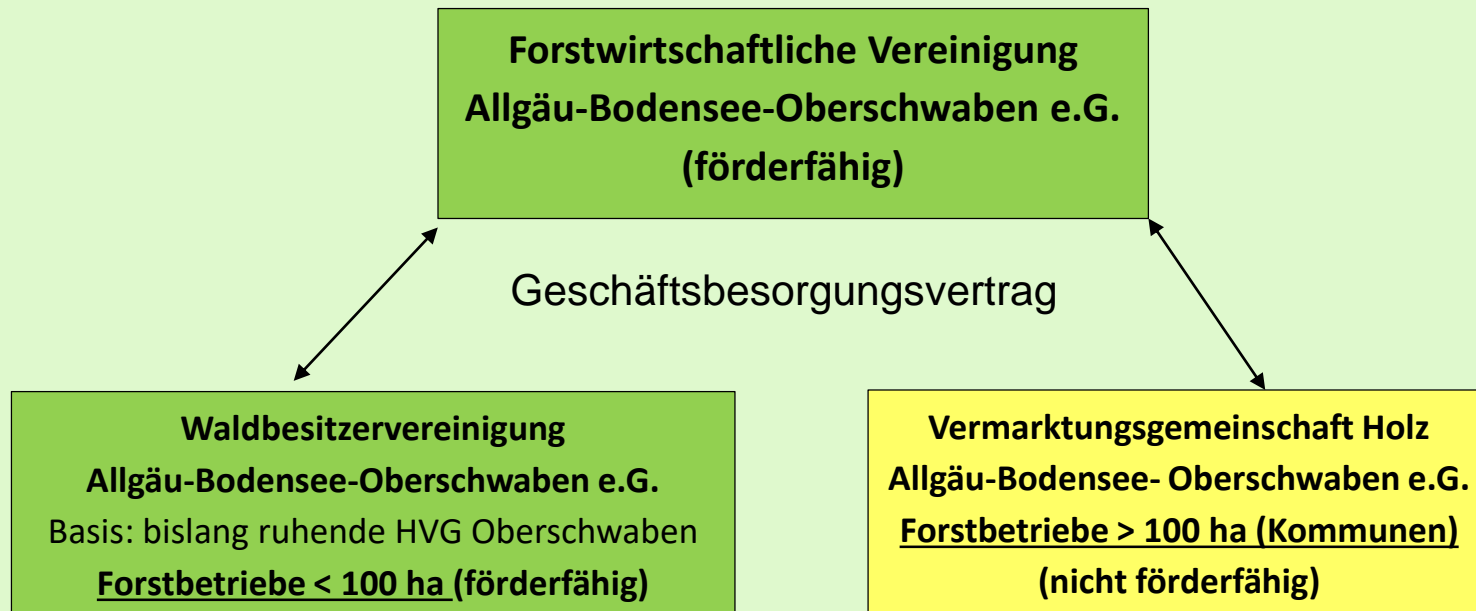 Forstwirtschaftliche Vereinigung
Allgäu-Bodensee-Oberschwaben e.G.
(förderfähig)
Geschäftsbesorgungsvertrag
Waldbesitzervereinigung
Allgäu-Bodensee-Oberschwaben e.G.
Basis: bislang ruhende HVG Oberschwaben
Forstbetriebe < 100 ha (förderfähig)
Vermarktungsgemeinschaft Holz
Allgäu-Bodensee- Oberschwaben e.G.
Forstbetriebe > 100 ha (Kommunen)
(nicht förderfähig)